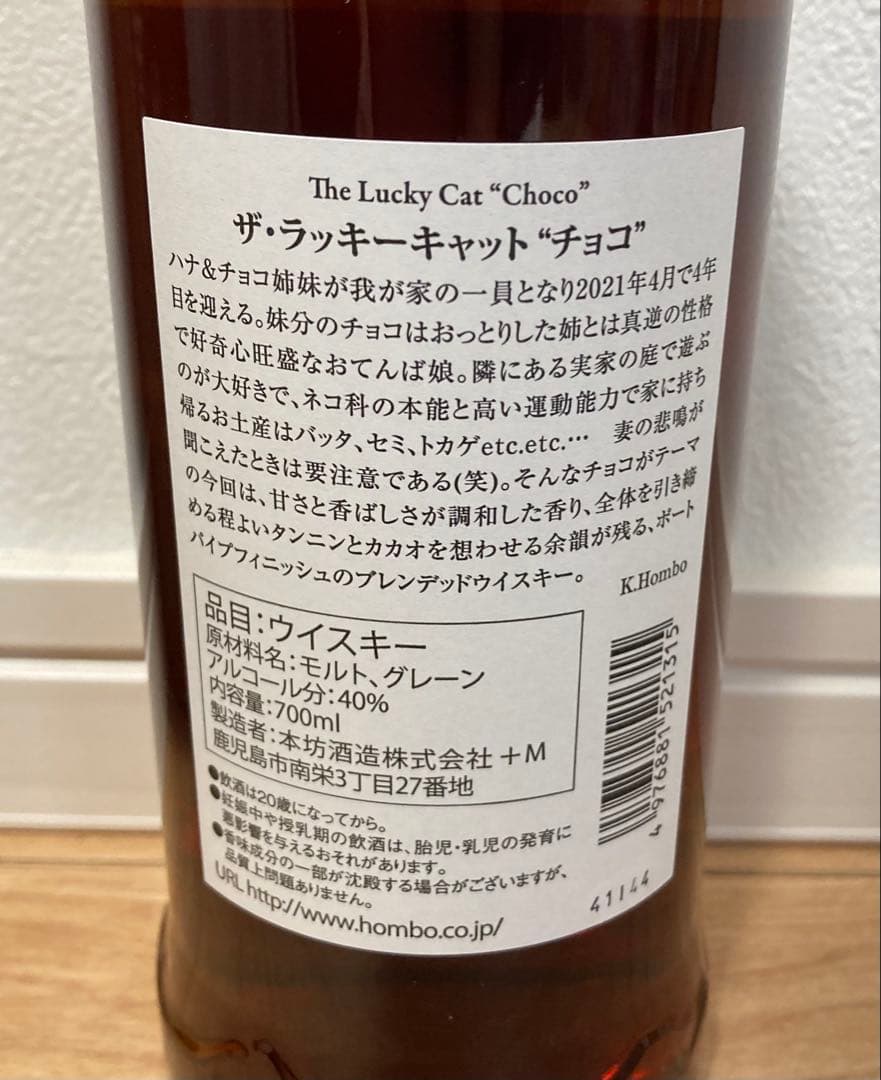 The Lucky Cat “Choco”
ザ・ラッキーキャット“チョコ”
ハナ&チョコ姉妹が我が家の一員となり2021年4月で4年
目を迎える。妹分のチョコはおっとりした姉とは真逆の性格
で好奇心旺盛なおてんば娘。隣にある実家の庭で遊ぶ
のが大好きで、ネコ科の本能と高い運動能力で家に持ち
帰るお土産はバッタ、セミ、トカゲetc.etc.… 妻の悲鳴が
聞こえたときは要注意である(笑)。そんなチョコがテーマ
の今回は、甘さと香ばしさが調和した香り、全体を引き締
める程よいタンニンとカカオを想わせる余韻が残る、ポート
パイプフィニッシュのブレンデッドウイスキー。
K.Hombo
品目：ウイスキー
原材料名：モルト、グレーン
アルコール分：40%
内容量：700ml
製造者：本坊酒造株式会社 +M
鹿児島市南栄3丁目27番地
4 976881 521315
●飲酒は20歳になってから。
●妊娠中や授乳期の飲酒は、胎児・乳児の発育に
悪影響を与えるおそれがあります。
●香味成分の一部が沈殿する場合がございますが、
品質上問題ありません。
URL http://www.hombo.co.jp/
41144